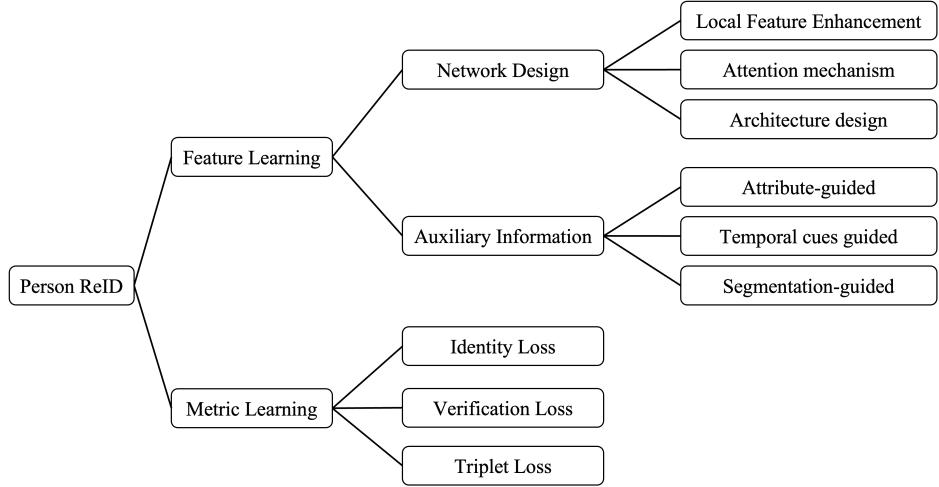 Person ReID
Feature Learning
Network Design
Local Feature Enhancement
Attention mechanism
Architecture design
Auxiliary Information
Attribute-guided
Temporal cues guided
Segmentation-guided
Metric Learning
Identity Loss
Verification Loss
Triplet Loss